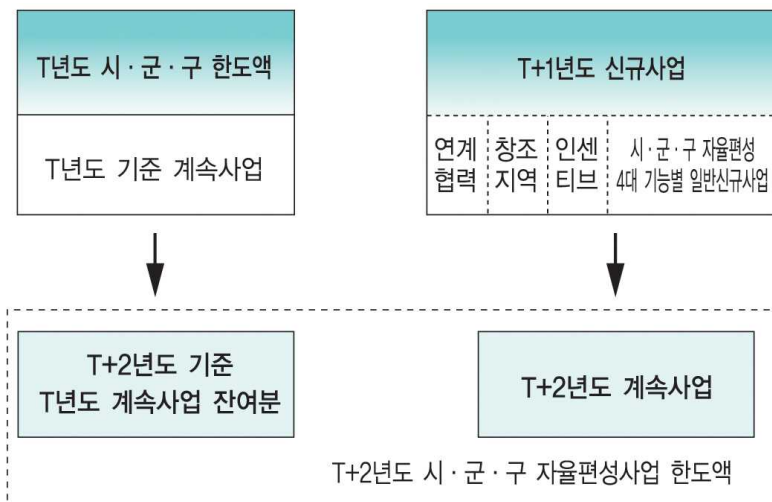 T년도 시·군·구 한도액
T년도 기준 계속사업
T+1년도 신규사업
연계
협력
창조
지역
인센
티브
시·군·구 자율편성
4대 기능별 일반신규사업
T+2년도 기준
T년도 계속사업 잔여분
T+2년도 계속사업
T+2년도 시·군·구 자율편성사업 한도액